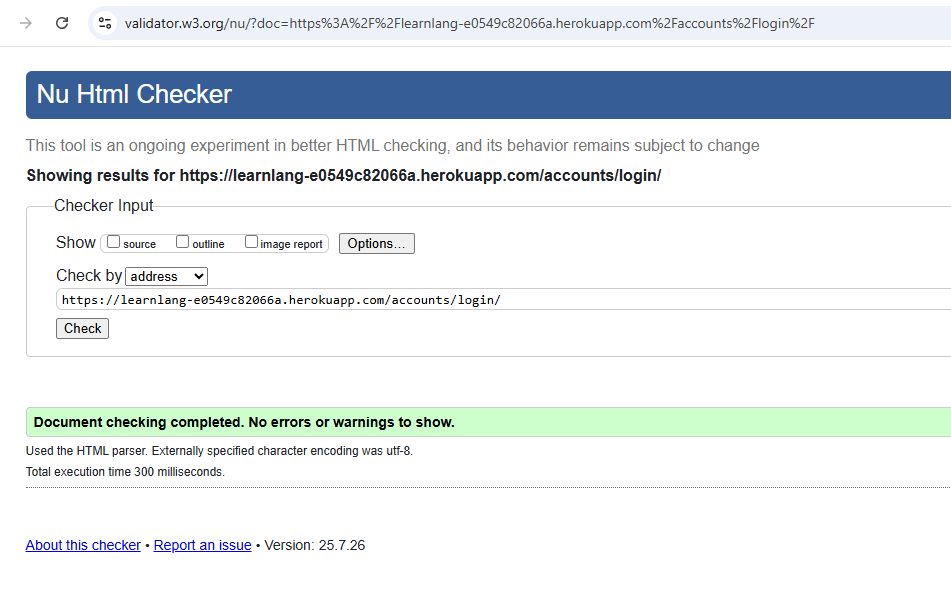 validator.w3.org/nu/?doc=https%3A%2F%2Flearnlang-e0549c82066a.herokuapp.com%2Faccounts%2Flogin%2F
Nu Html Checker
This tool is an ongoing experiment in better HTML checking, and its behavior remains subject to change
Showing results for https://learnlang-e0549c82066a.herokuapp.com/accounts/login/
Checker Input
Show source outline image report Options...
Check by address
https://learnlang-e0549c82066a.herokuapp.com/accounts/login/
Check
Document checking completed. No errors or warnings to show.
Used the HTML parser. Externally specified character encoding was utf-8.
Total execution time 300 milliseconds.
About this checker • Report an issue • Version: 25.7.26